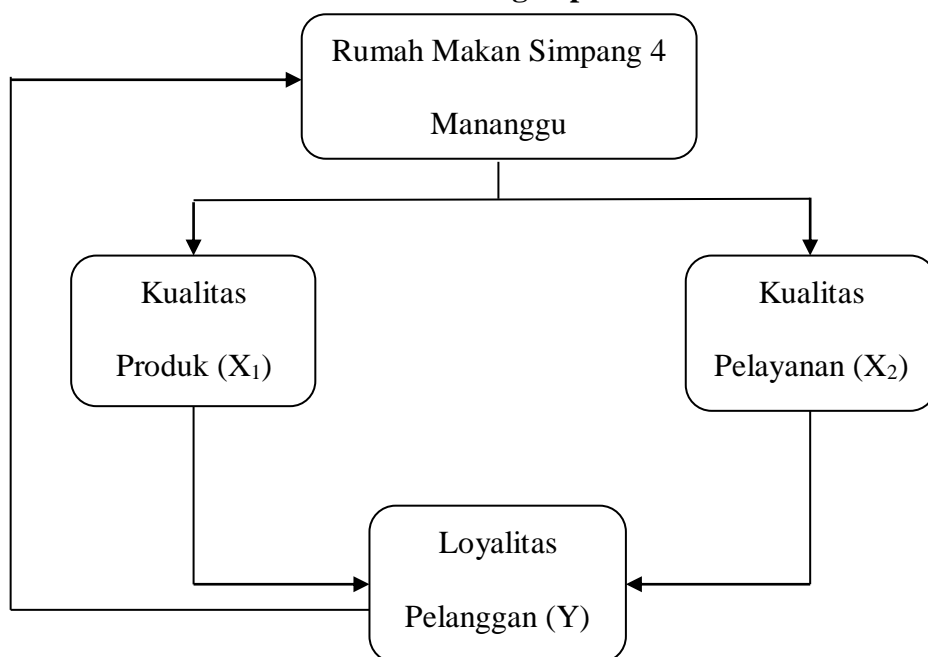 Rumah Makan Simpang 4
Mananggu
Kualitas
Produk (X₁)
Kualitas
Pelayanan (X₂)
Loyalitas
Pelanggan (Y)